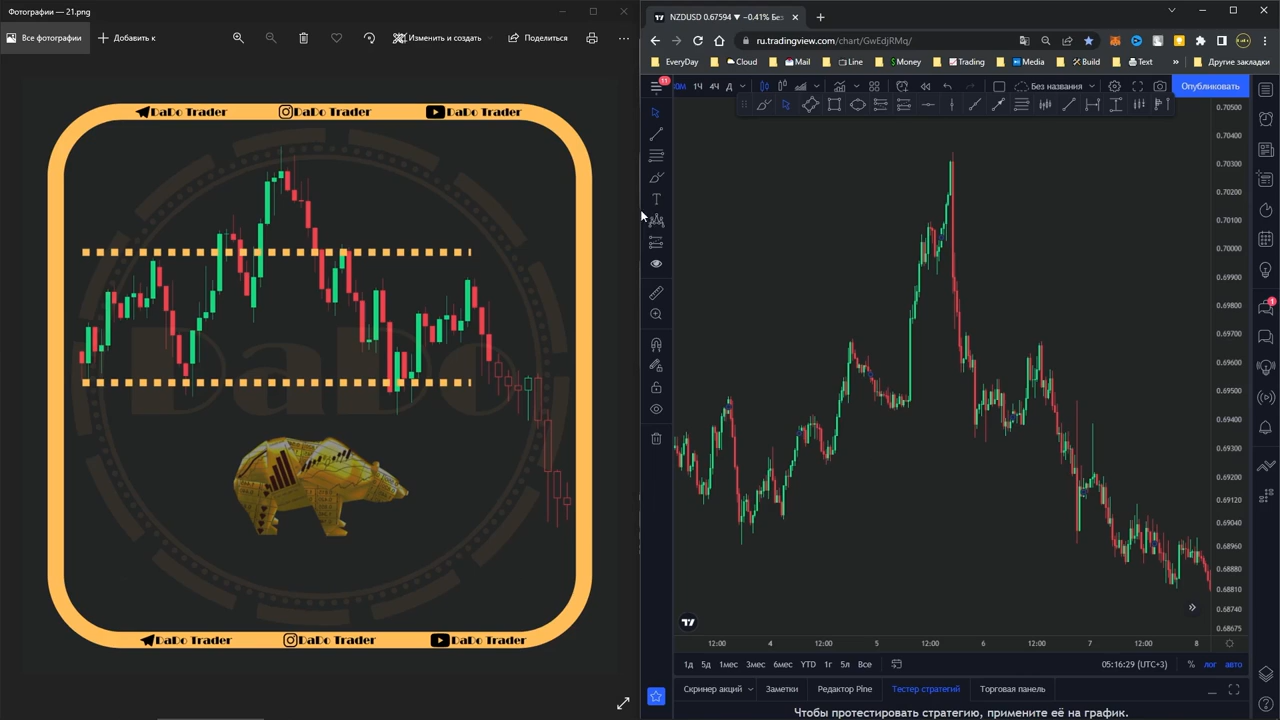 Фотографии — 21.png
Все фотографии
Добавить к
Изменить и создать
Поделиться
DaDo Trader
DaDo Trader
DaDo Trader
DaDo
DaDo Trader
DaDo Trader
DaDo Trader
NZDUSD 0.67594 ▼ −0.41% Бе
ru.tradingview.com/chart/GwEdjRMq/
EveryDay
Cloud
Mail
Line
Money
Trading
Media
Build
Text
»
Другие закладки
11
1Ч
4Ч
Д
Без названия
Опубликовать
0.70500
0.70400
0.70300
0.70200
0.70100
0.70000
0.69900
0.69800
0.69700
0.69600
0.69500
0.69400
0.69300
0.69200
0.69120
0.69040
0.68960
0.68880
0.68810
0.68740
0.68675
12:00
4
12:00
5
12:00
6
12:00
7
12:00
8
1д
5д
1мес
3мес
6мес
YTD
1г
5л
Все
05:16:29 (UTC+3)
%
лог
авто
Скринер акций
Заметки
Редактор Pine
Тестер стратегий
Торговая панель
Чтобы протестировать стратегию, примените её на график.
1